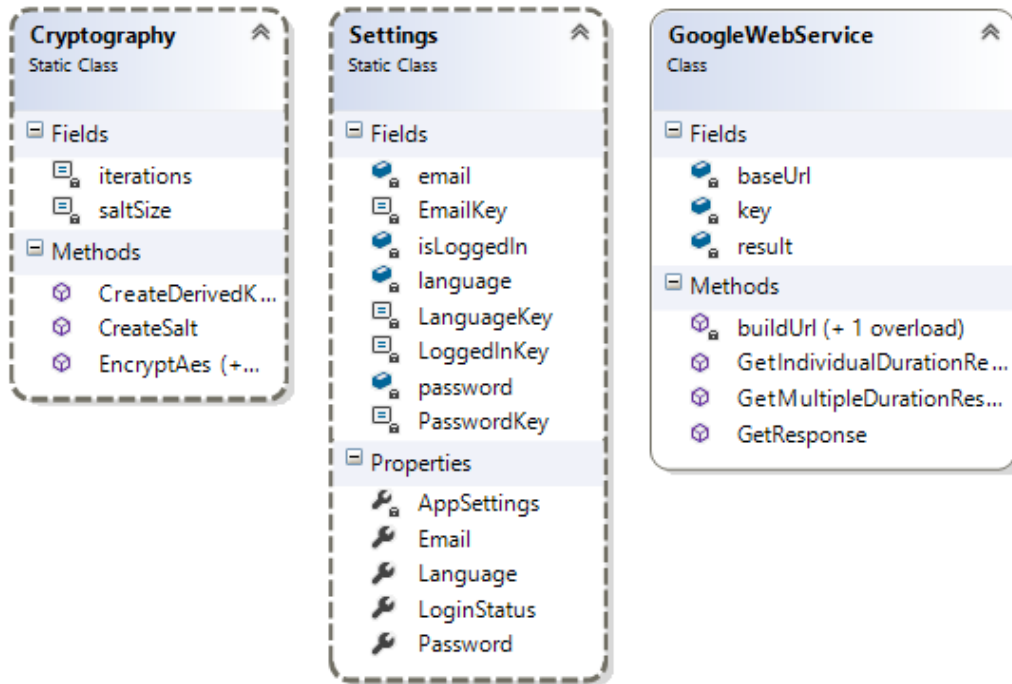 Cryptography
Static Class
Fields
iterations
saltSize
Methods
CreateDerivedK...
CreateSalt
EncryptAes (+...
Settings
Static Class
Fields
email
EmailKey
isLoggedIn
language
LanguageKey
LoggedInKey
password
PasswordKey
Properties
AppSettings
Email
Language
LoginStatus
Password
GoogleWebService
Class
Fields
baseUrl
key
result
Methods
buildUrl (+ 1 overload)
GetIndividualDurationRe...
GetMultipleDurationRes...
GetResponse